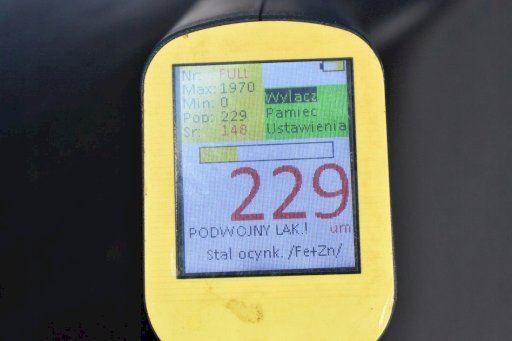 Nr: FULL
Max: 1970
Min: 0
Pop: 229
Sr: 148
Wylacz
Pamiec
Ustawienia
229
um
PODWOJNY LAK.!
Stal ocynk. /Fe+Zn/